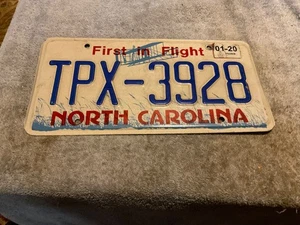 First in Flight
01-20
TPX-3928
NORTH CAROLINA